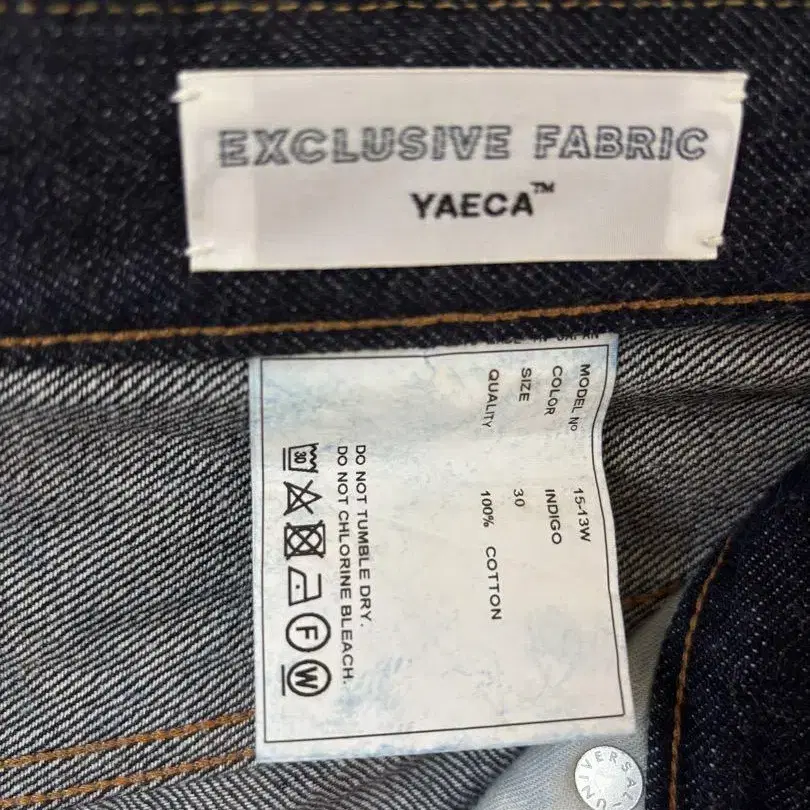 EXCLUSIVE FABRIC
YAECA™
MODEL No 15-13W
COLOR INDIGO
SIZE 30
QUALITY 100% COTTON
DO NOT TUMBLE DRY.
DO NOT CHLORINE BLEACH.
30
F
W
UNIVERSAL